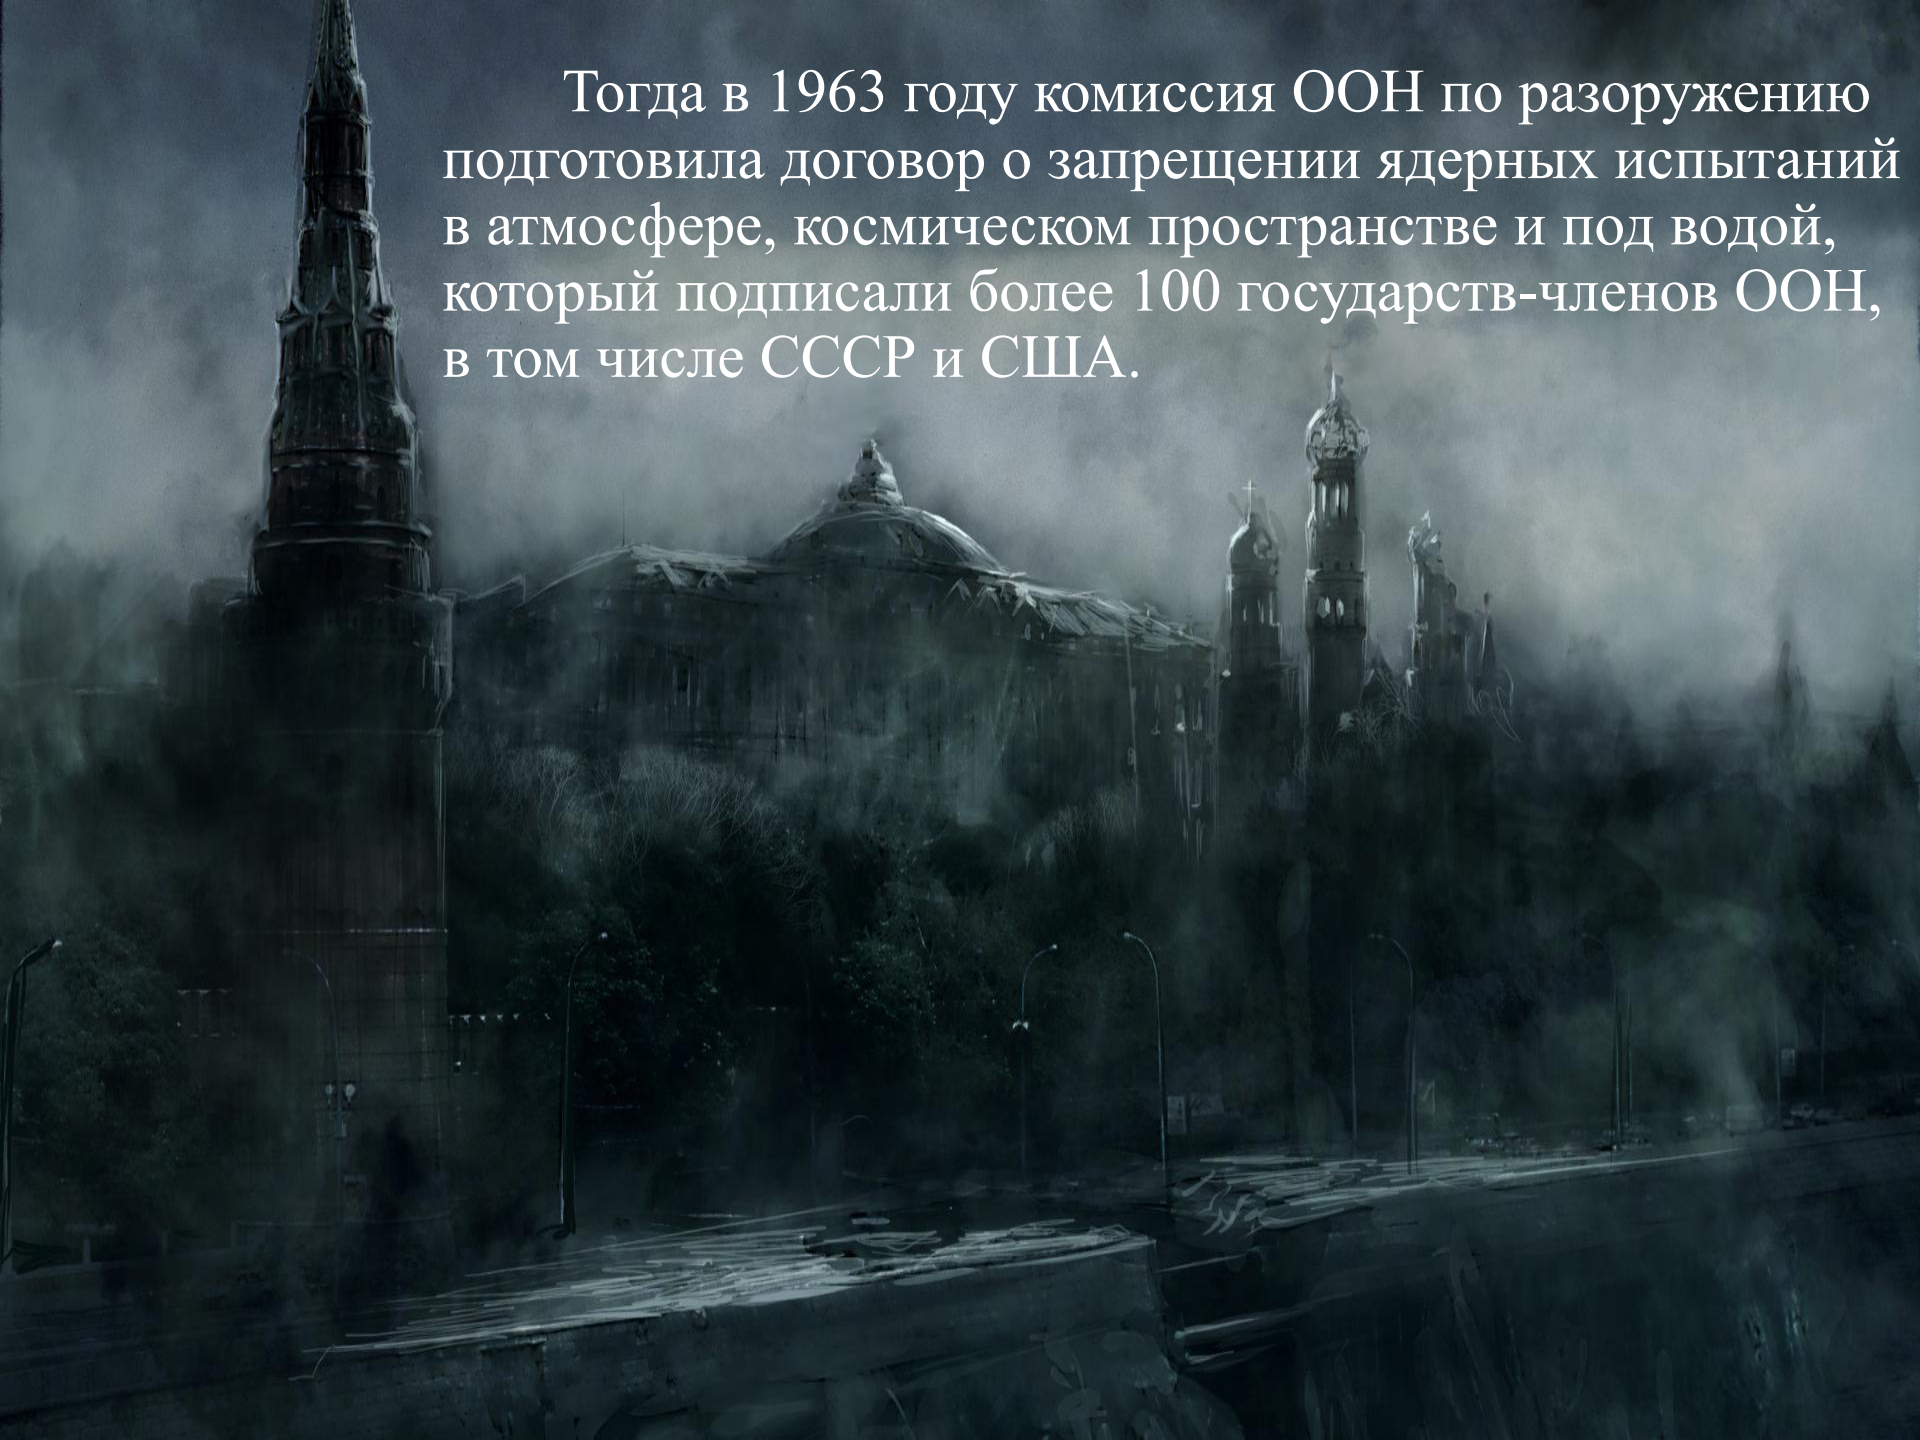 Тогда в 1963 году комиссия ООН по разоружению
подготовила договор о запрещении ядерных испытаний
в атмосфере, космическом пространстве и под водой,
который подписали более 100 государств-членов ООН,
в том числе СССР и США.